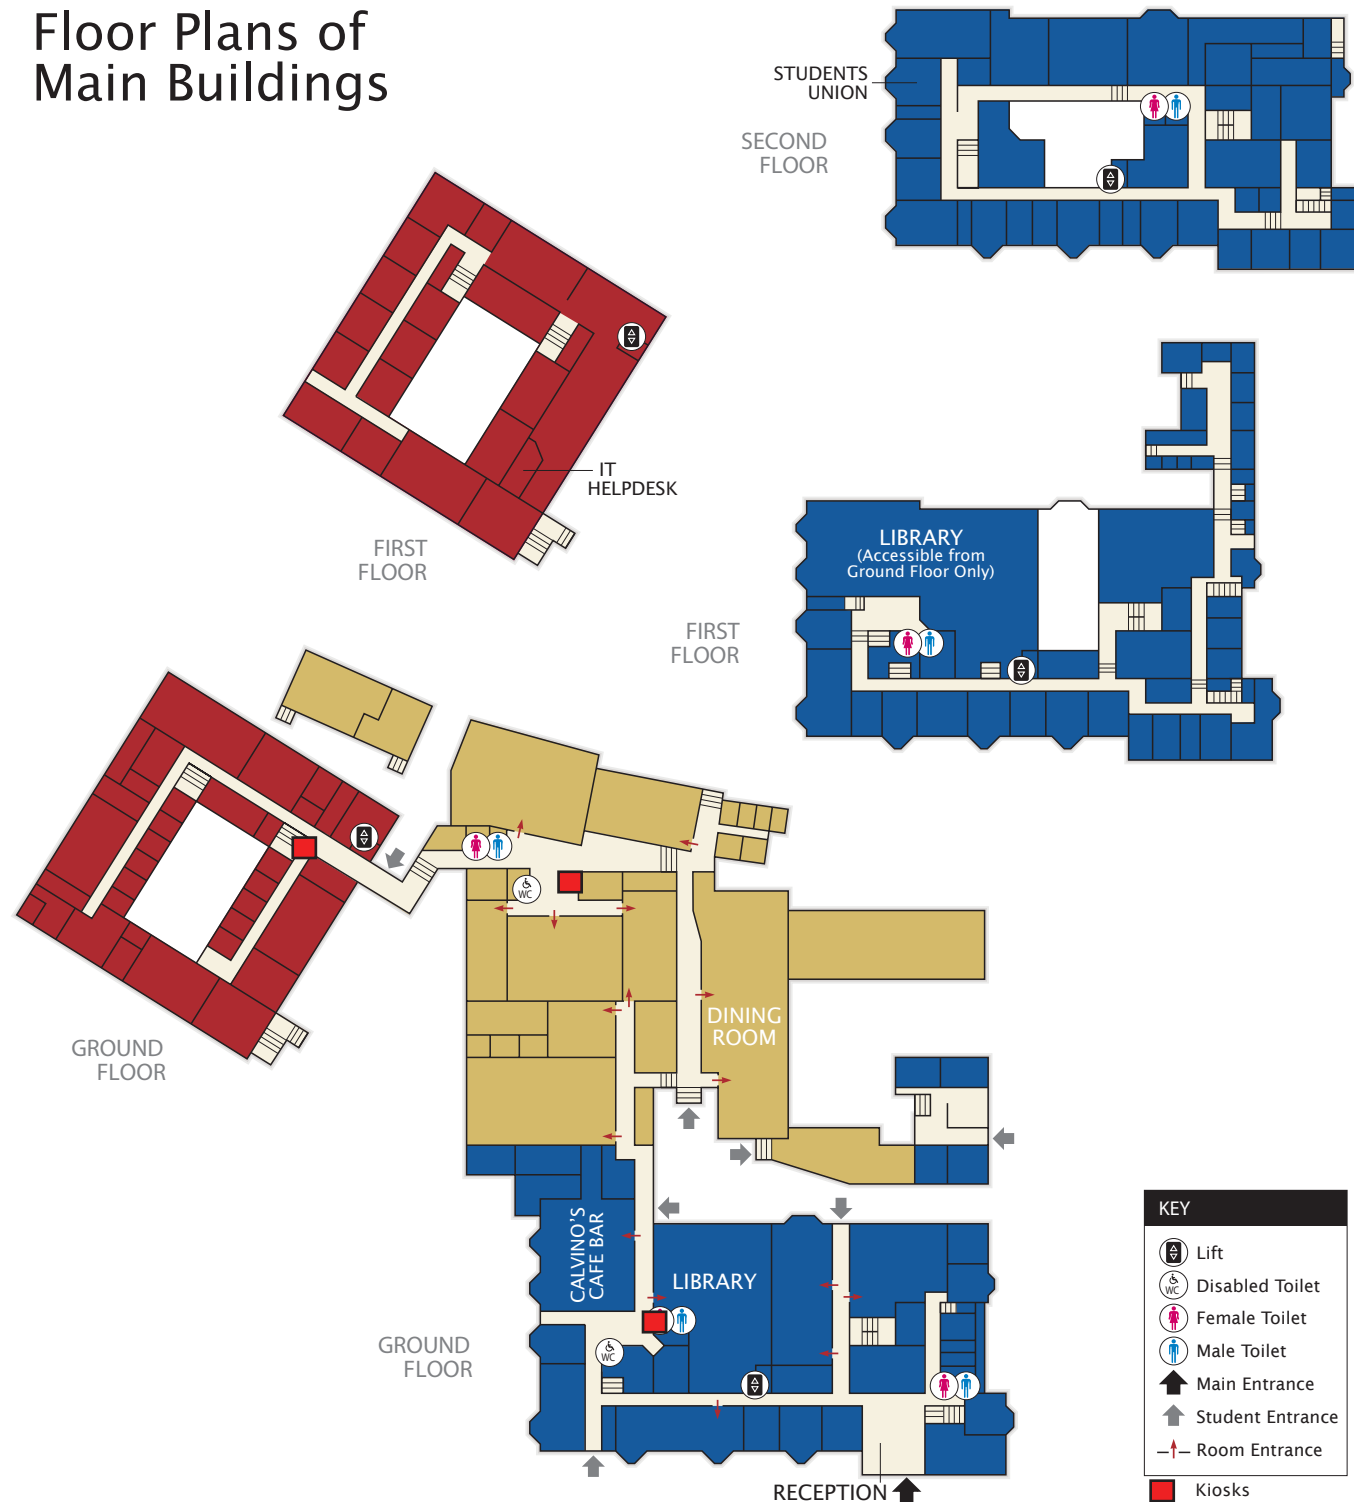 Floor Plans of
Main Buildings
STUDENTS
UNION
SECOND
FLOOR
IT
HELPDESK
FIRST
FLOOR
LIBRARY
(Accessible from
Ground Floor Only)
FIRST
FLOOR
WC
DINING
ROOM
GROUND
FLOOR
CALVINO'S
CAFE BAR
LIBRARY
WC
GROUND
FLOOR
RECEPTION
KEY
Lift
WC
Disabled Toilet
Female Toilet
Male Toilet
Main Entrance
Student Entrance
Room Entrance
Kiosks